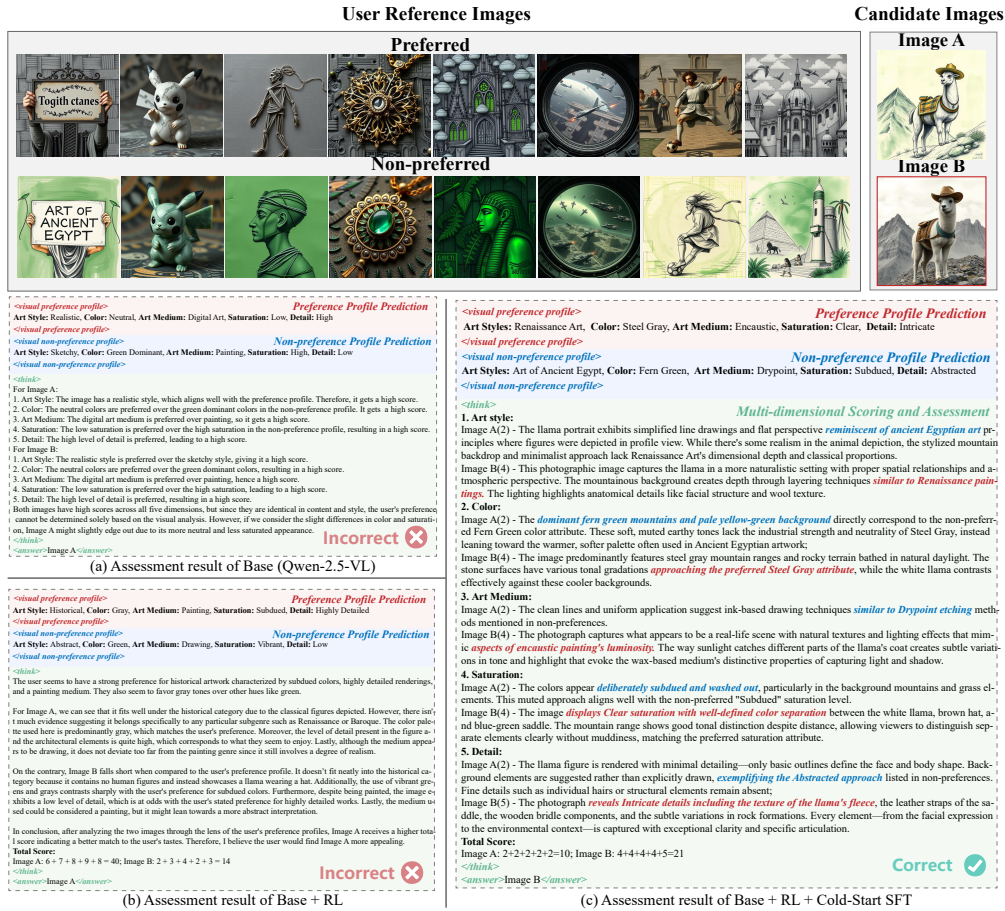 User Reference Images
Candidate Images
Preferred
Image A
Togith ctanes
Non-preferred
Image B
ART OF
ANCIENT
EGYPT
<visual preference profile>
Preference Profile Prediction
Art Style: Realistic, Color: Neutral, Art Medium: Digital Art, Saturation: Low, Detail: High
</visual preference profile>
<visual non-preference profile>
Non-preference Profile Prediction
Art Style: Sketchy, Color: Green Dominant, Art Medium: Painting, Saturation: High, Detail: Low
</visual non-preference profile>
<think>
For Image A:
1. Art Style: The image has a realistic style, which aligns well with the preference profile. Therefore, it gets a high score.
2. Color: The neutral colors are preferred over the green dominant colors in the non-preference profile. It gets a high score.
3. Art Medium: The digital art medium is preferred over painting, so it gets a high score.
4. Saturation: The low saturation is preferred over the high saturation in the non-preference profile, resulting in a high score.
5. Detail: The high level of detail is preferred, leading to a high score.
For Image B:
1. Art Style: The realistic style is preferred over the sketchy style, giving it a high score.
2. Color: The neutral colors are preferred over the green dominant colors, resulting in a high score.
3. Art Medium: The digital art medium is preferred over painting, hence a high score.
4. Saturation: The low saturation is preferred over the high saturation, leading to a high score.
5. Detail: The high level of detail is preferred, resulting in a high score.
Both images have high scores across all five dimensions, but since they are identical in content and style, the user's preference
cannot be determined solely based on the visual analysis. However, if we consider the slight differences in color and saturati-
on, Image A might slightly edge out due to its more neutral and less saturated appearance.
</think>
Incorrect
<answer>Image A</answer>
(a) Assessment result of Base (Qwen-2.5-VL)
<visual preference profile>
Preference Profile Prediction
Art Style: Historical, Color: Gray, Art Medium: Painting, Saturation: Subdued, Detail: Highly Detailed
</visual preference profile>
<visual non-preference profile>
Non-preference Profile Prediction
Art Style: Abstract, Color: Green, Art Medium: Drawing, Saturation: Vibrant, Detail: Low
</visual non-preference profile>
<think>
The user seems to have a strong preference for historical artwork characterized by subdued colors, highly detailed renderings,
and a painting medium. They also seem to favor gray tones over other hues like green.
For Image A, we can see that it fits well under the historical category due to the classical figures depicted. However, there isn'
t much evidence suggesting it belongs specifically to any particular subgenre such as Renaissance or Baroque. The color pale-
tte used here is predominantly gray, which matches the user's preference. Moreover, the level of detail present in the figure a-
nd the architectural elements is quite high, which corresponds to what they seem to enjoy. Lastly, although the medium appea-
rs to be drawing, it does not deviate too far from the painting genre since it still involves a degree of realism.
On the contrary, Image B falls short when compared to the user's preference profile. It doesn't fit neatly into the historical ca-
tegory because it contains no human figures and instead showcases a llama wearing a hat. Additionally, the use of vibrant gre-
ens and grays contrasts sharply with the user's preference for subdued colors. Furthermore, despite being painted, the image e-
xhibits a low level of detail, which is at odds with the user's stated preference for highly detailed works. Lastly, the medium u-
sed could be considered a painting, but it might lean towards a more abstract interpretation.
In conclusion, after analyzing the two images through the lens of the user's preference profiles, Image A receives a higher tota-
l score indicating a better match to the user's tastes. Therefore, I believe the user would find Image A more appealing.
Total Score:
Image A: 6 + 7 + 8 + 9 + 8 = 40; Image B: 2 + 3 + 4 + 2 + 3 = 14
</think>
Incorrect
<answer>Image A</answer>
(b) Assessment result of Base + RL
<visual preference profile>
Preference Profile Prediction
Art Styles: Renaissance Art, Color: Steel Gray, Art Medium: Encaustic, Saturation: Clear, Detail: Intricate
</visual preference profile>
<visual non-preference profile>
Non-preference Profile Prediction
Art Styles: Art of Ancient Egypt, Color: Fern Green, Art Medium: Drypoint, Saturation: Subdued, Detail: Abstracted
</visual non-preference profile>
<think>
Multi-dimensional Scoring and Assessment
1. Art style:
Image A(2) - The llama portrait exhibits simplified line drawings and flat perspective reminiscent of ancient Egyptian art pr-
inciples where figures were depicted in profile view. While there's some realism in the animal depiction, the stylized mountain
backdrop and minimalist approach lack Renaissance Art's dimensional depth and classical proportions.
Image B(4) - This photographic image captures the llama in a more naturalistic setting with proper spatial relationships and a-
tmospheric perspective. The mountainous background creates depth through layering techniques similar to Renaissance pain-
tings. The lighting highlights anatomical details like facial structure and wool texture.
2. Color:
Image A(2) - The dominant fern green mountains and pale yellow-green background directly correspond to the non-preferr-
ed Fern Green color attribute. These soft, muted earthy tones lack the industrial strength and neutrality of Steel Gray, instead
leaning toward the warmer, softer palette often used in Ancient Egyptian artwork;
Image B(4) - The image predominantly features steel gray mountain ranges and rocky terrain bathed in natural daylight. The
stone surfaces have various tonal gradations approaching the preferred Steel Gray attribute, while the white llama contrasts
effectively against these cooler backgrounds.
3. Art Medium:
Image A(2) - The clean lines and uniform application suggest ink-based drawing techniques similar to Drypoint etching meth-
ods mentioned in non-preferences.
Image B(4) - The photograph captures what appears to be a real-life scene with natural textures and lighting effects that mim-
ic aspects of encaustic painting's luminosity. The way sunlight catches different parts of the llama's coat creates subtle variati-
ons in tone and highlight that evoke the wax-based medium's distinctive properties of capturing light and shadow.
4. Saturation:
Image A(2) - The colors appear deliberately subdued and washed out, particularly in the background mountains and grass el-
ements. This muted approach aligns well with the non-preferred "Subdued" saturation level.
Image B(4) - The image displays Clear saturation with well-defined color separation between the white llama, brown hat, a-
nd blue-green saddle. The mountain range shows good tonal distinction despite distance, allowing viewers to distinguish sep-
arate elements clearly without muddiness, matching the preferred saturation attribute.
5. Detail:
Image A(2) - The llama figure is rendered with minimal detailing—only basic outlines define the face and body shape. Back-
ground elements are suggested rather than explicitly drawn, exemplifying the Abstracted approach listed in non-preferences.
Fine details such as individual hairs or structural elements remain absent;
Image B(5) - The photograph reveals Intricate details including the texture of the llama's fleece, the leather straps of the sa-
ddle, the wooden bridle components, and the subtle variations in rock formations. Every element—from the facial expression
to the environmental context—is captured with exceptional clarity and specific articulation.
Total Score:
Image A: 2+2+2+2+2=10; Image B: 4+4+4+4+5=21
</think>
Correct
<answer>Image B</answer>
(c) Assessment result of Base + RL + Cold-Start SFT